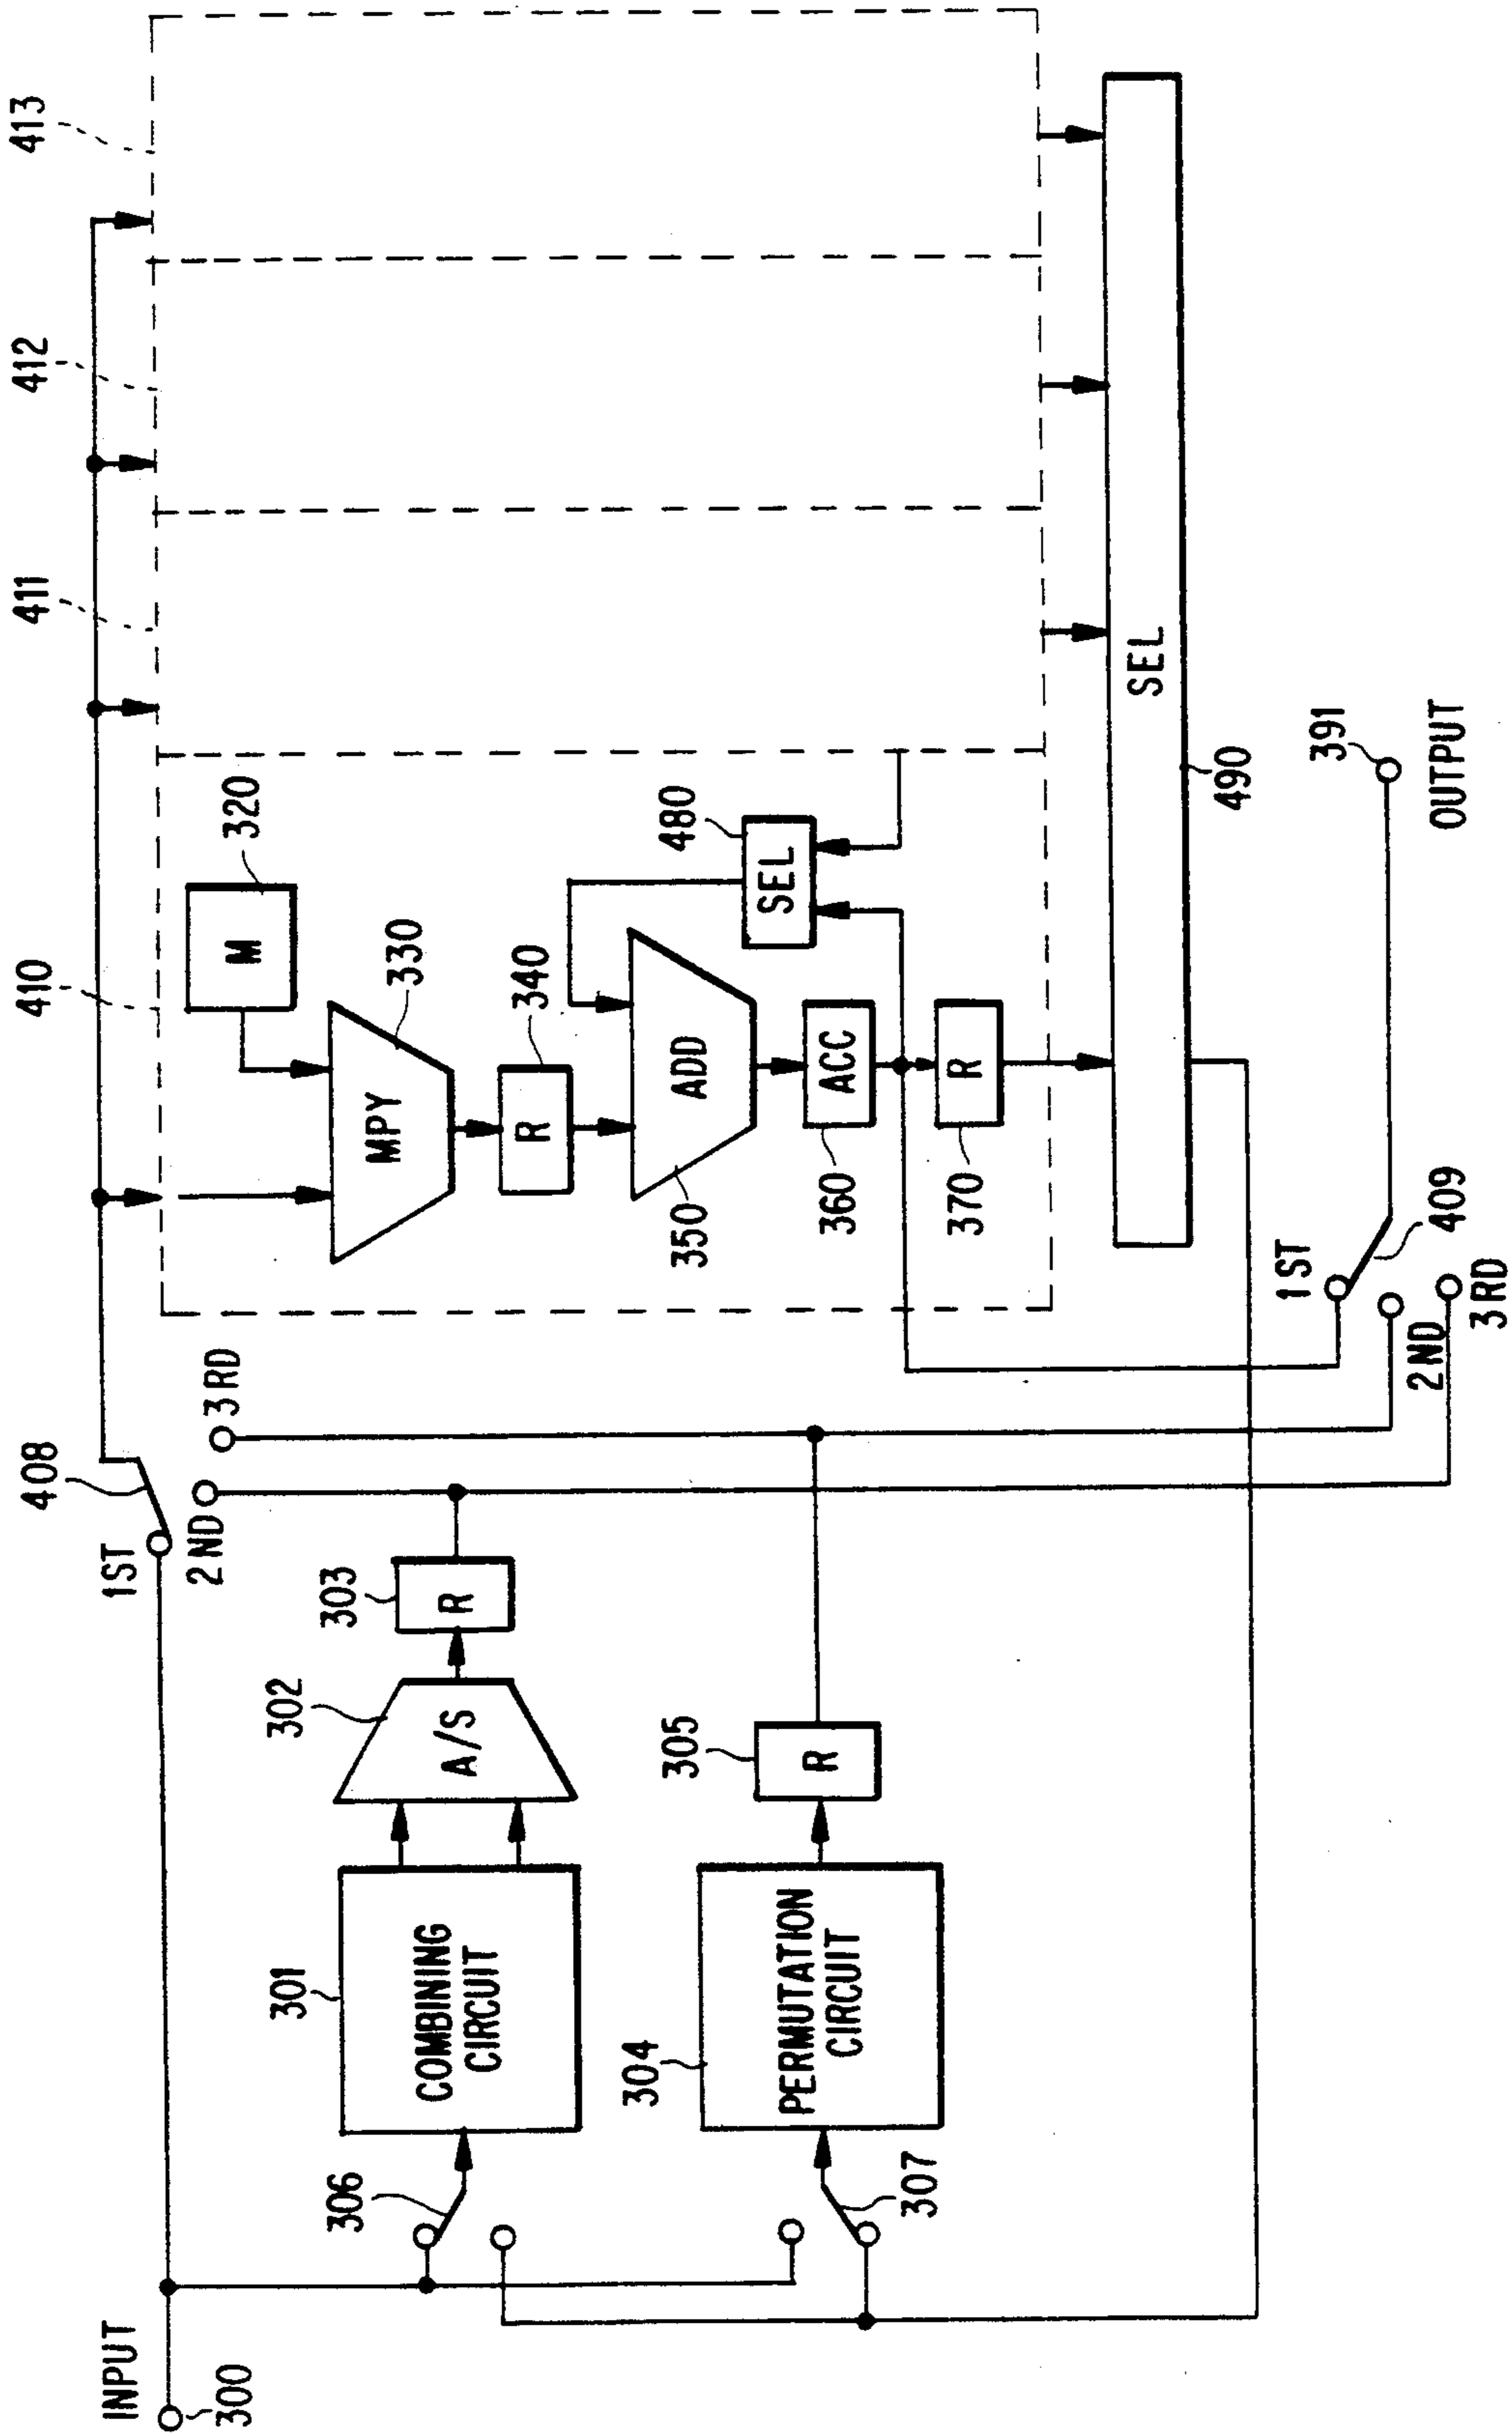 INPUT
300
306
301
COMBINING
CIRCUIT
302
A/S
303
R
307
304
PERMUTATION
CIRCUIT
305
R
408
1ST
2ND
3RD
410
411
412
413
M
320
MPY
330
R
340
ADD
350
SEL
480
ACC
360
R
370
SEL
490
1ST
2ND
3RD
409
391
OUTPUT